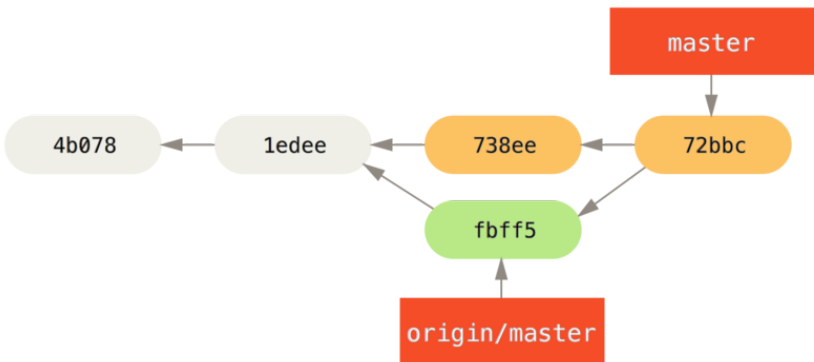 master
4b078
1edee
738ee
72bbc
fbff5
origin/master